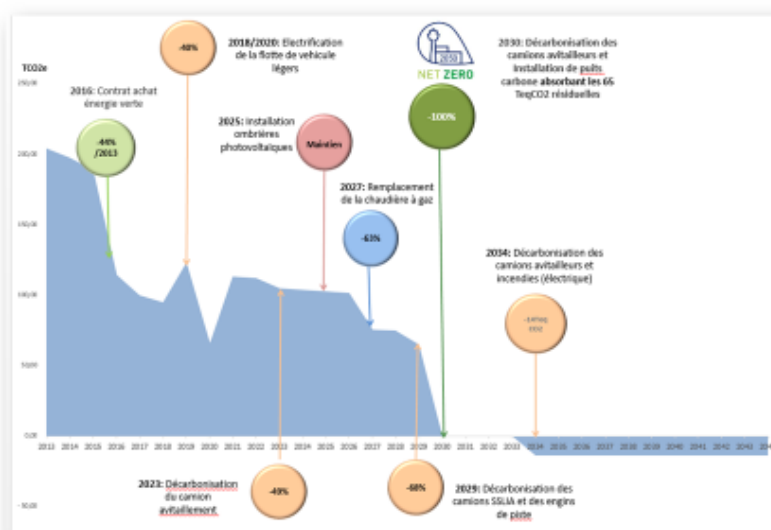 TCO2e
250,00
200,00
150,00
100,00
50,00
0,00
- 50,00
2016: Contrat achat
énergie verte
-44%
/2013
-40%
2018/2020: Electrification
de la flotte de vehicule
légers
2025: Installation
ombrières
photovoltaïques
Maintien
2027: Remplacement
de la chaudière à gaz
-63%
2050
NET ZERO
-100%
2030: Décarbonisation des
camions avitailleurs et
Installation de puits
carbone absorbant les 65
TeqCO2 résiduelles
2034: Décarbonisation des
camions avitailleurs et
incendies (électrique)
CO2
2013 2014 2015 2016 2017 2018 2019 2020 2021 2022 2023 2024 2025 2026 2027 2028 2029 2030 2031 2032 2033 2034 2035 2036 2037 2038 2039 2040 2041 2042 2043
2023: Décarbonisation
du camion
avitaillement
-49%
-68%
2029: Décarbonisation des
camions SSLIA et des engins
de piste